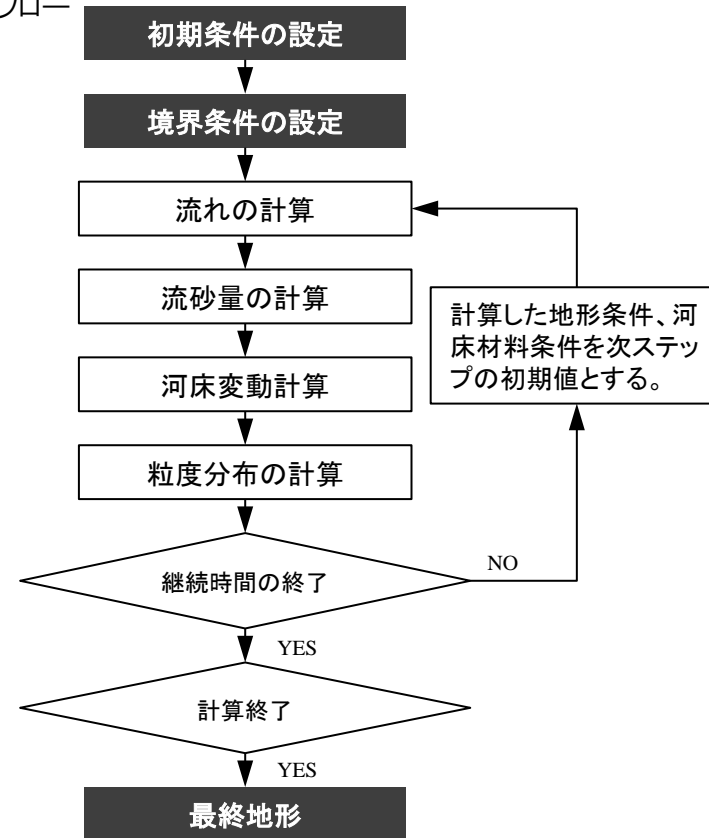 フロー
初期条件の設定
境界条件の設定
流れの計算
流砂量の計算
計算した地形条件、河
床材料条件を次ステッ
プの初期値とする。
河床変動計算
粒度分布の計算
継続時間の終了
NO
YES
計算終了
YES
最終地形